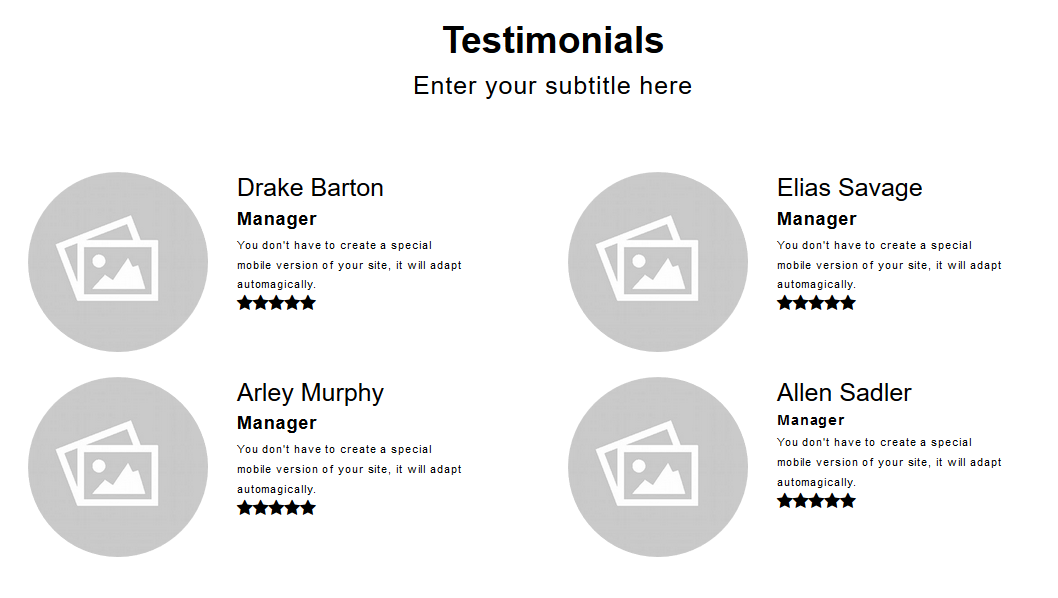 Testimonials
Enter your subtitle here
Drake Barton
Manager
You don't have to create a special
mobile version of your site, it will adapt
automagically.
Elias Savage
Manager
You don't have to create a special
mobile version of your site, it will adapt
automagically.
Arley Murphy
Manager
You don't have to create a special
mobile version of your site, it will adapt
automagically.
Allen Sadler
Manager
You don't have to create a special
mobile version of your site, it will adapt
automagically.